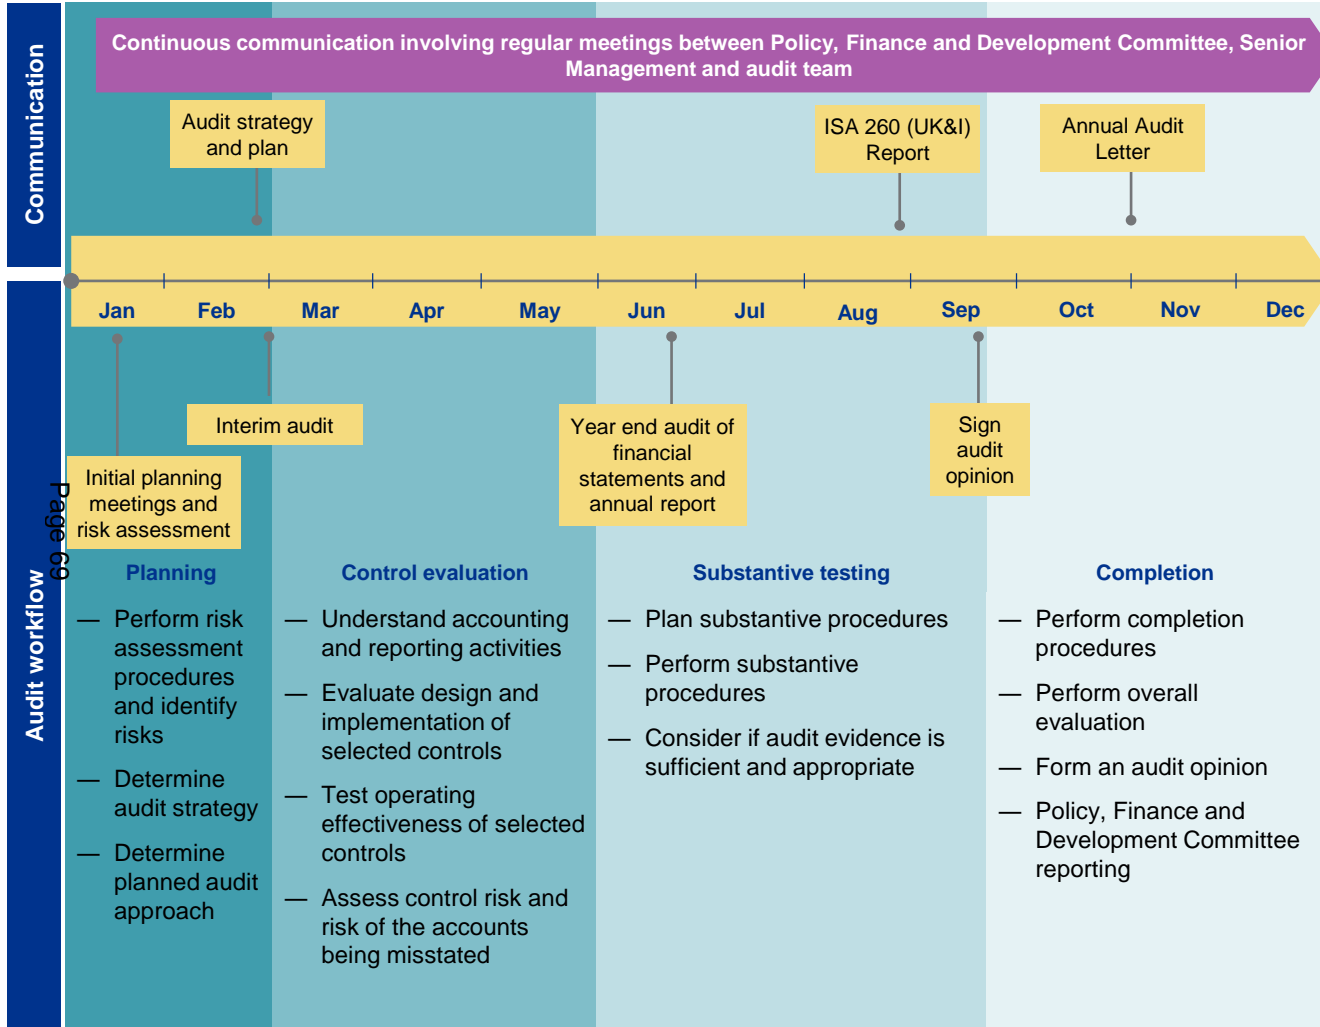 Communication
Continuous communication involving regular meetings between Policy, Finance and Development Committee, Senior
Management and audit team
Audit strategy
and plan
ISA 260 (UK&I)
Report
Annual Audit
Letter
Jan Feb Mar Apr May Jun Jul Aug Sep Oct Nov Dec
Audit workflow
Page 69
Initial planning
meetings and
risk assessment
Interim audit
Year end audit of
financial
statements and
annual report
Sign
audit
opinion
Planning
— Perform risk
assessment
procedures
and identify
risks
— Determine
audit strategy
— Determine
planned audit
approach
Control evaluation
— Understand accounting
and reporting activities
— Evaluate design and
implementation of
selected controls
— Test operating
effectiveness of selected
controls
— Assess control risk and
risk of the accounts
being misstated
Substantive testing
— Plan substantive procedures
— Perform substantive
procedures
— Consider if audit evidence is
sufficient and appropriate
Completion
— Perform completion
procedures
— Perform overall
evaluation
— Form an audit opinion
— Policy, Finance and
Development Committee
reporting